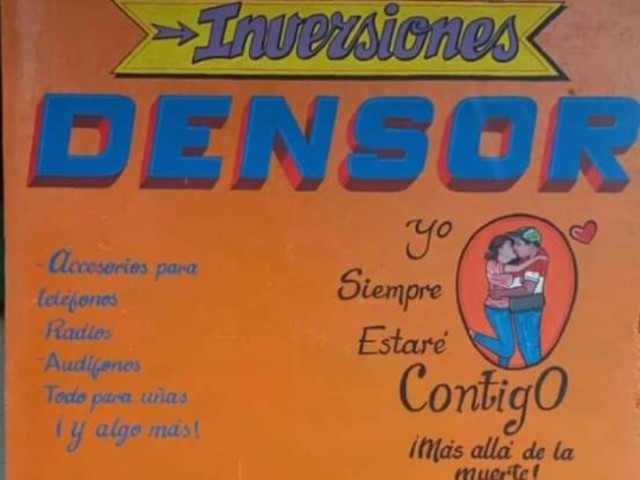 Inversiones
DENSOR
-Accesorios para
teléfonos
-Radios
-Audífonos
Todo para uñas
¡y algo más!
yo
Siempre
Estaré
ContigO
¡Más allá de la
muerte!